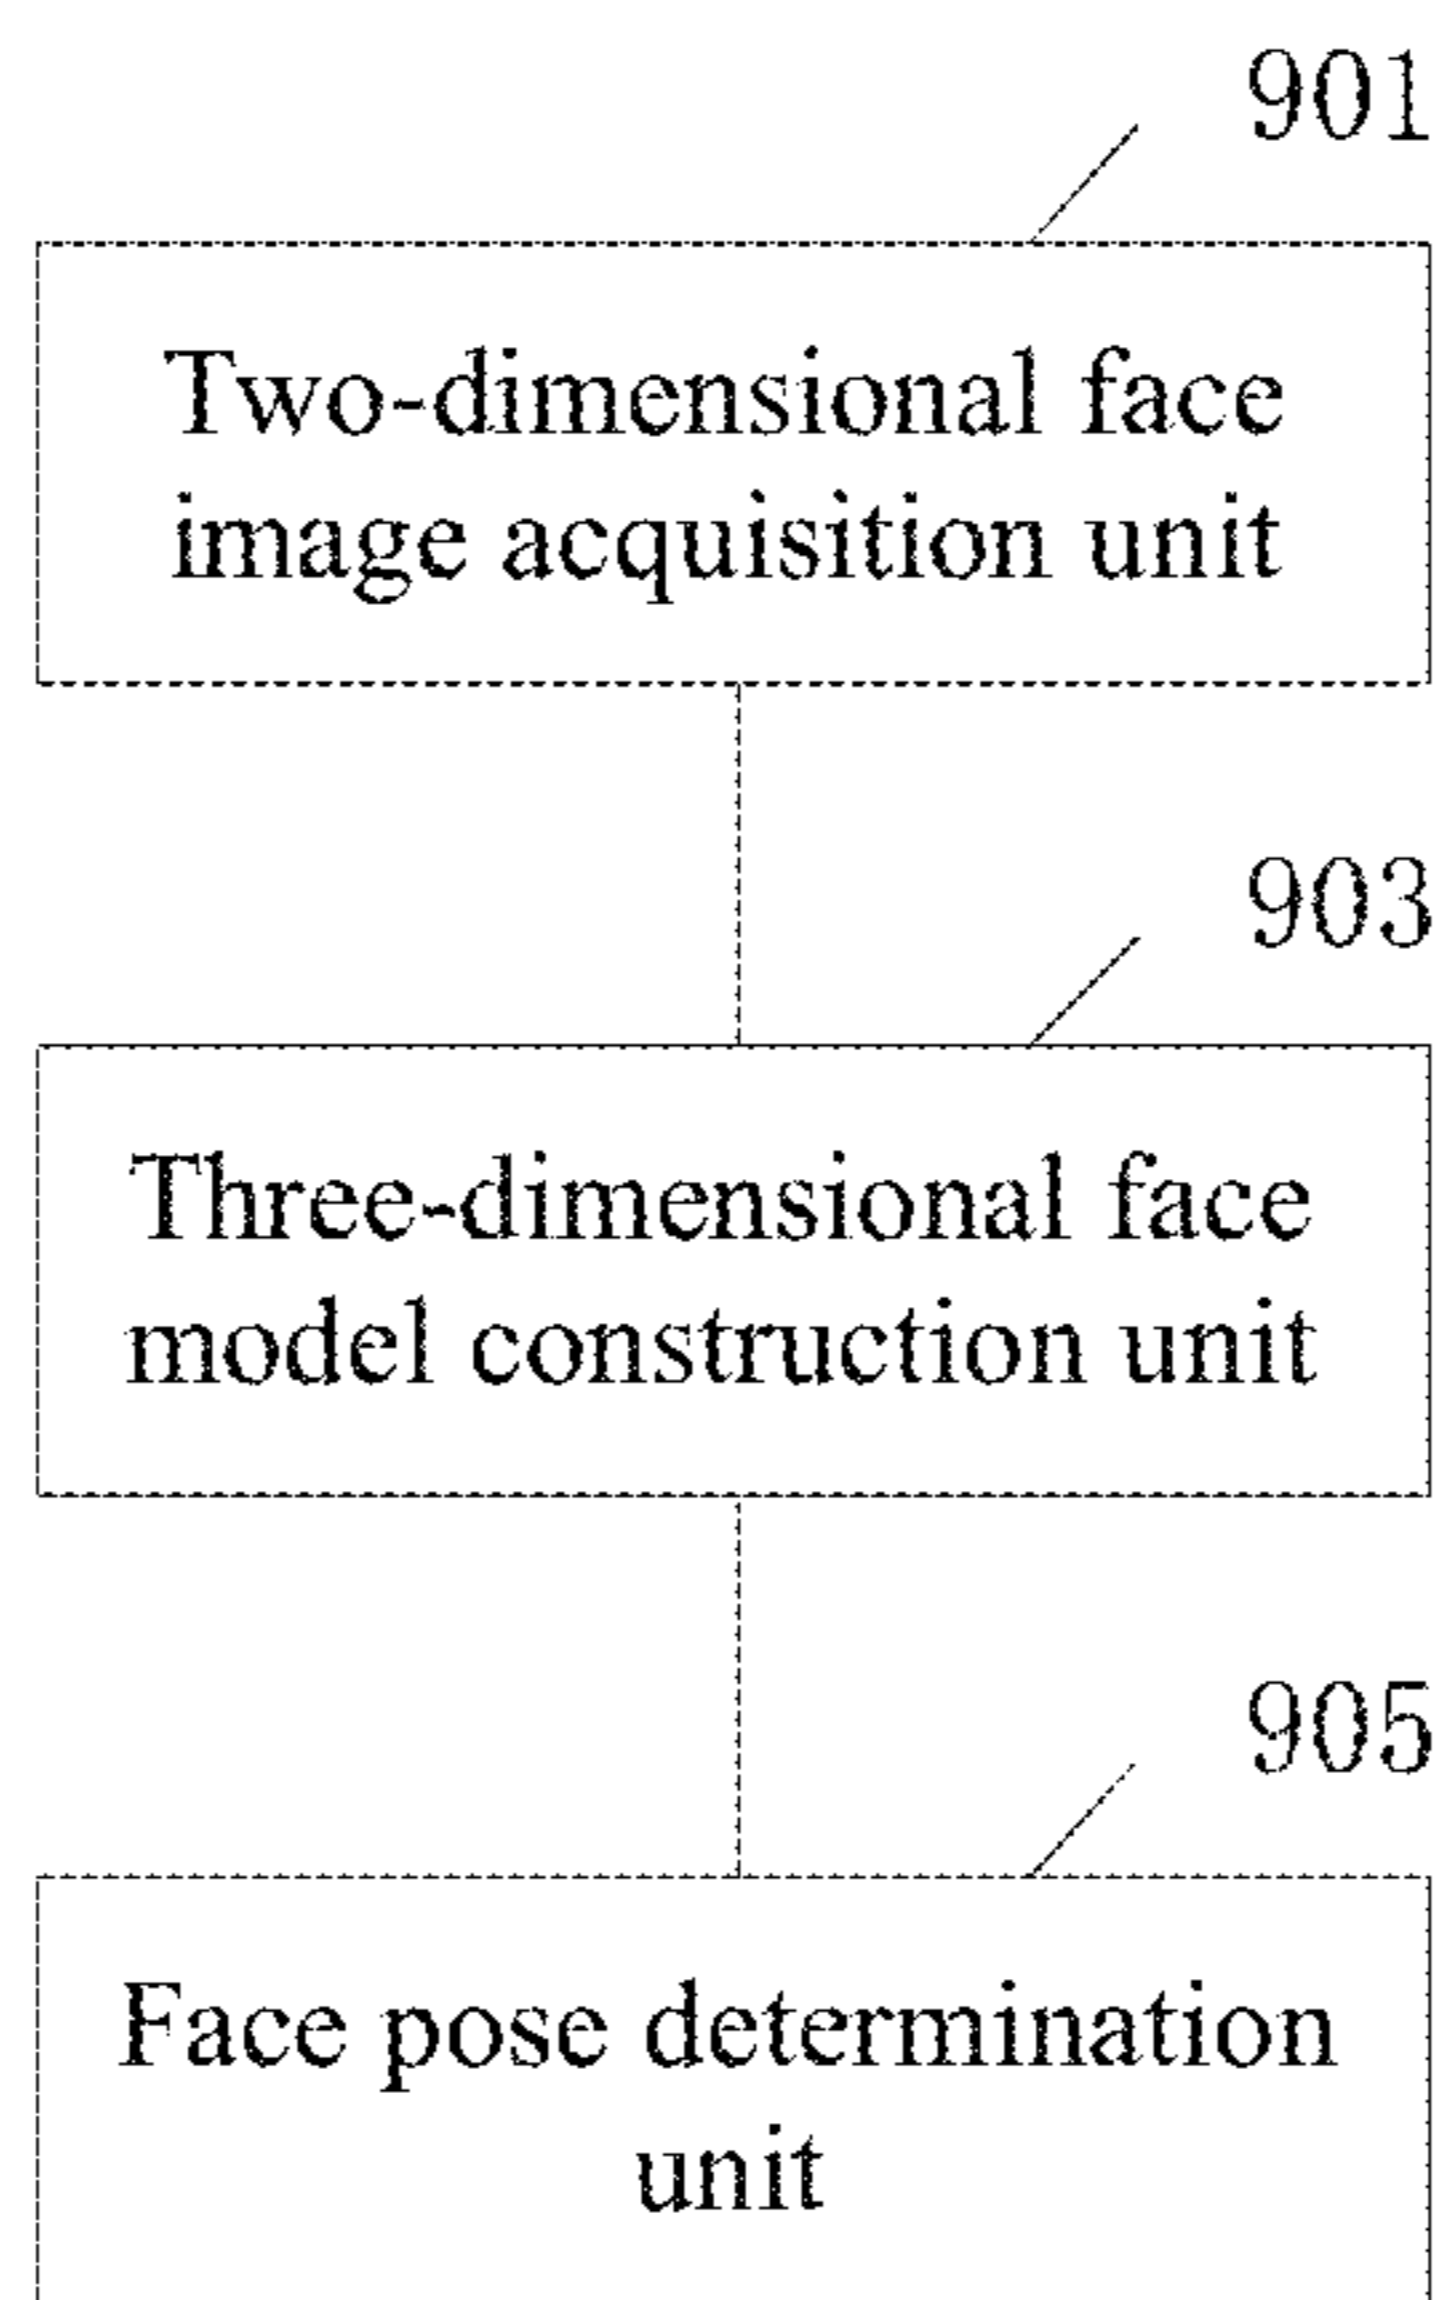 901
Two-dimensional face
image acquisition unit
903
Three-dimensional face
model construction unit
905
Face pose determination
unit